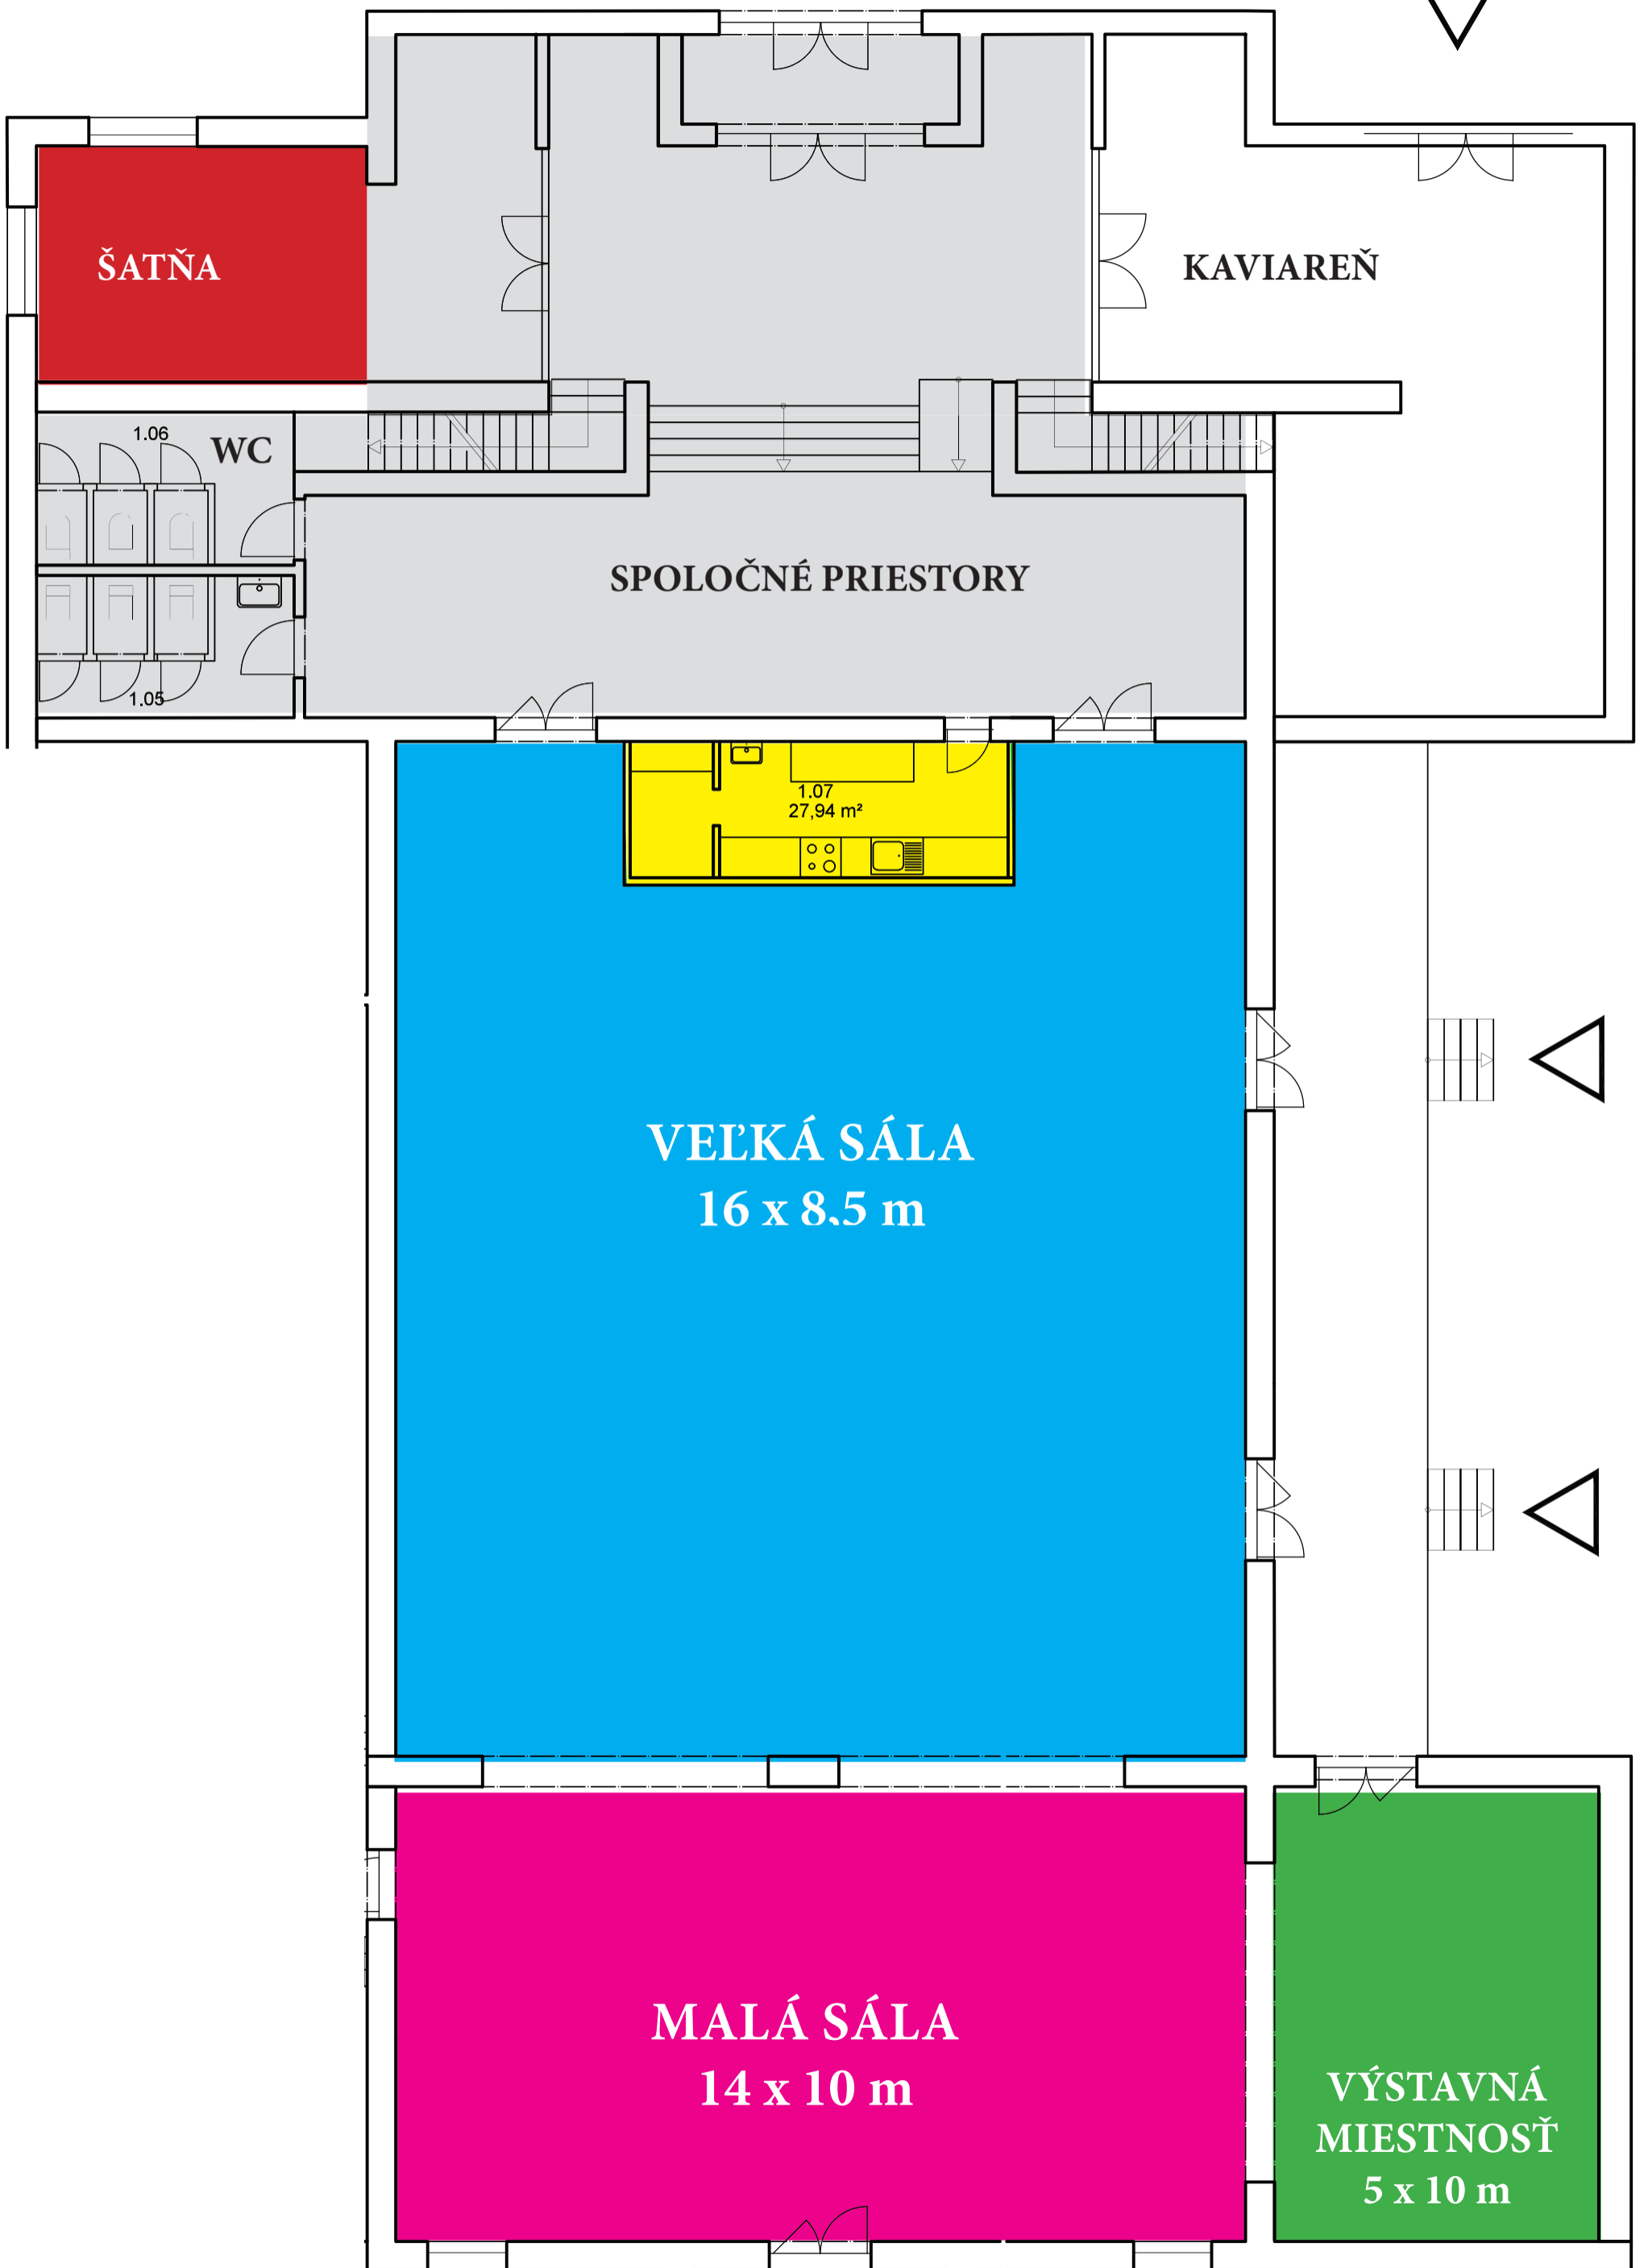 ŠATŇA
KAVIAREŇ
1.06
WC
SPOLOČNÉ PRIESTORY
1.05
1.07
27,94 m²
VEĽKÁ SÁLA
16 x 8.5 m
MALÁ SÁLA
14 x 10 m
VÝSTAVNÁ
MIESTNOSŤ
5 x 10 m